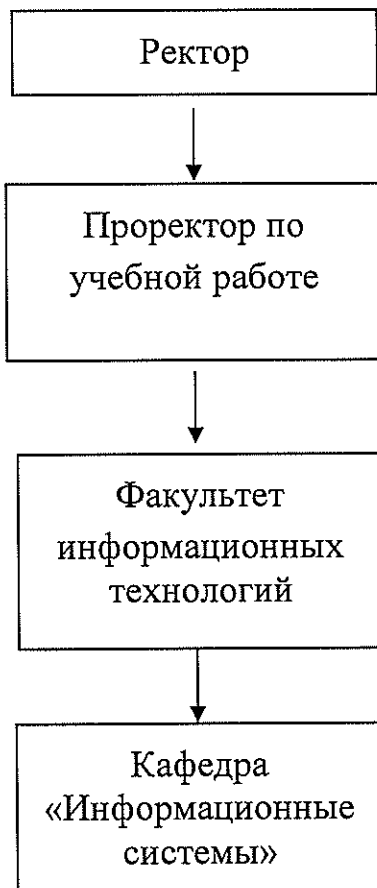 Ректор
Проректор по
учебной работе
Факультет
информационных
технологий
Кафедра
«Информационные
системы»